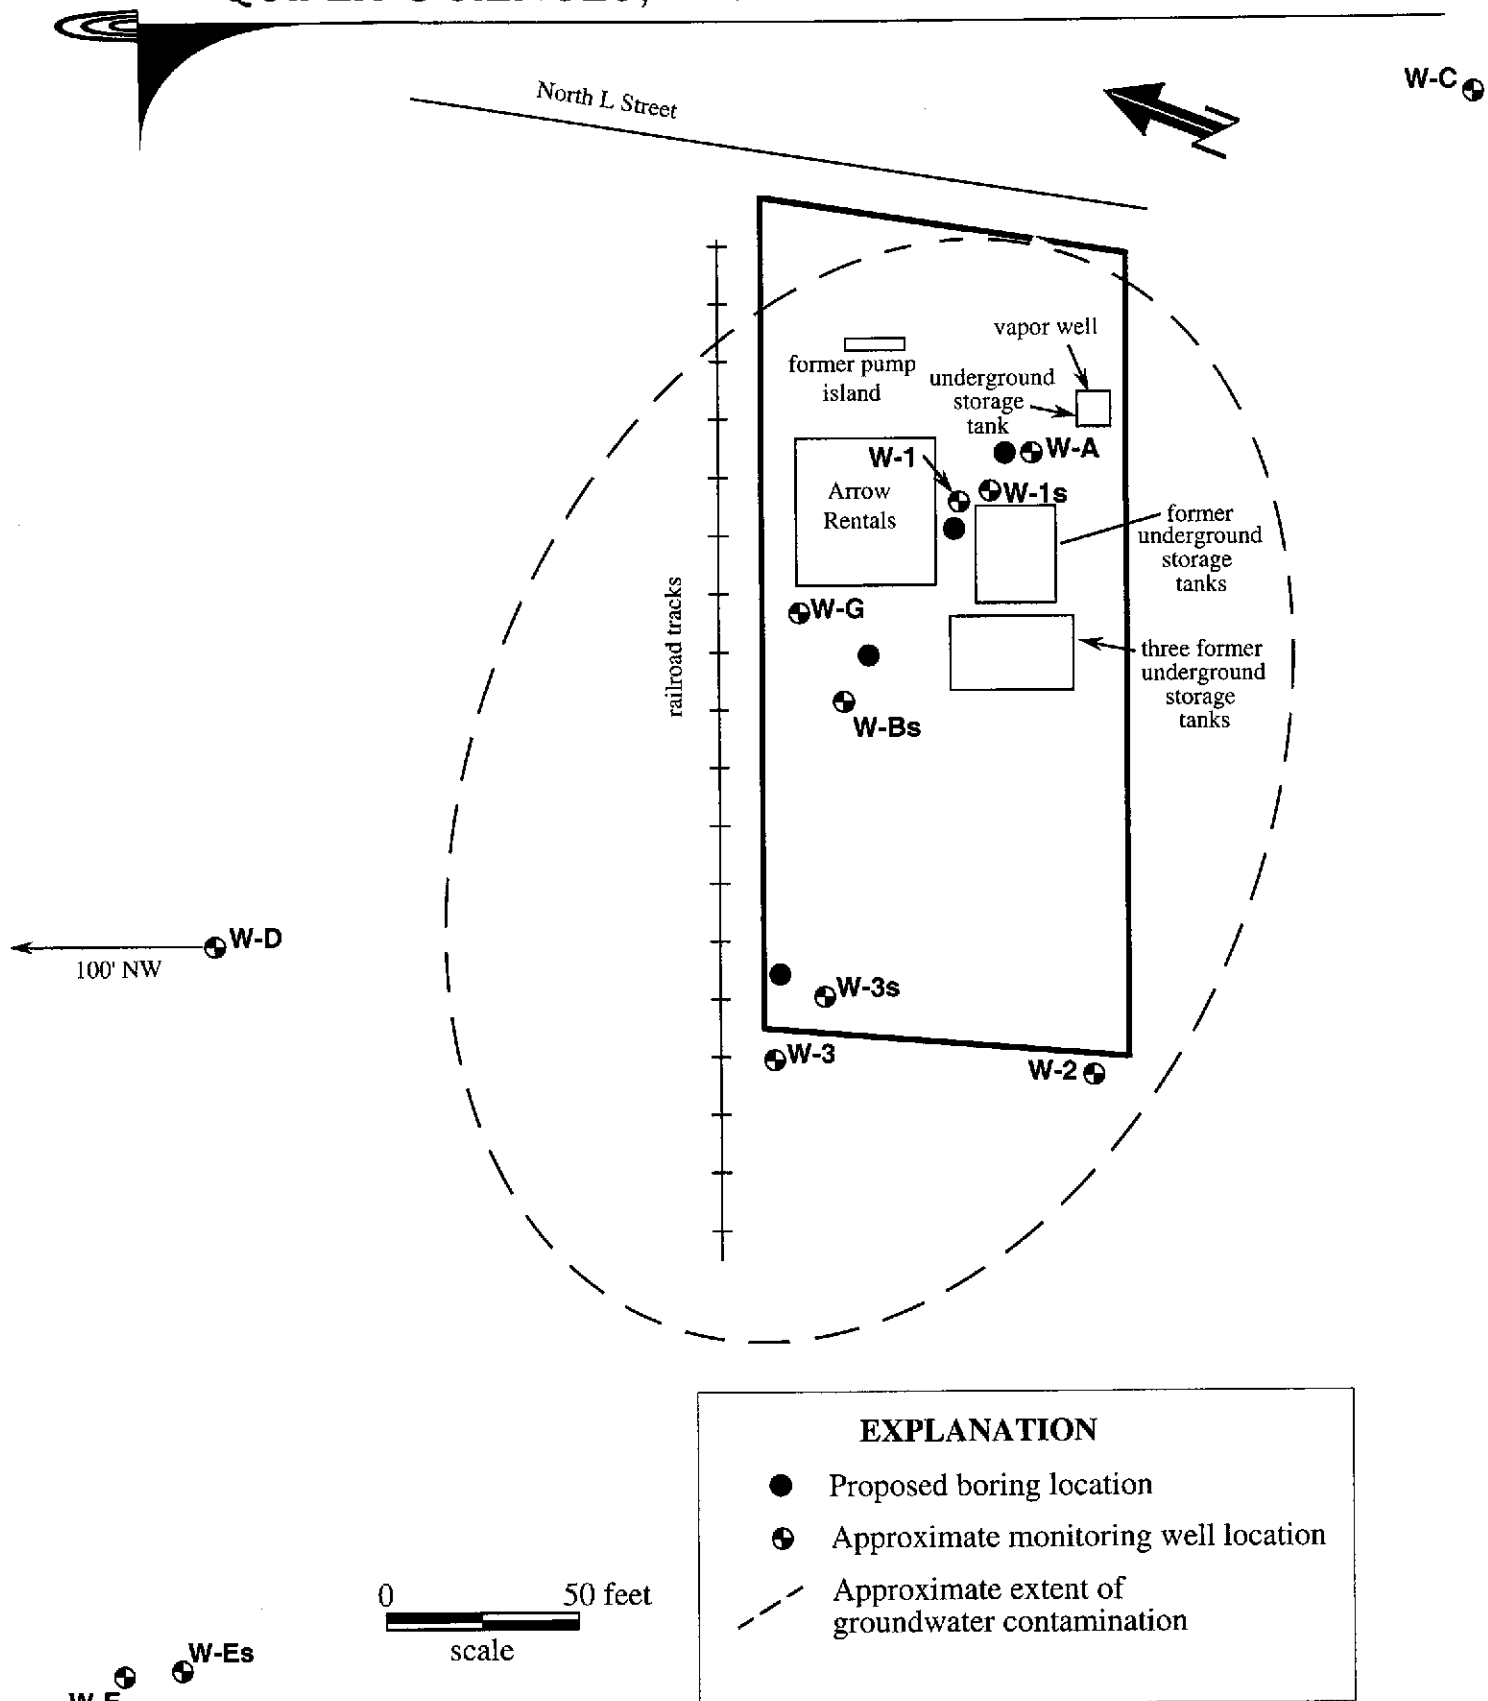 W-C
North L Street
vapor well
former pump
island
underground
storage
tank
W-A
W-1
W-1s
Arrow
Rentals
former
underground
storage
tanks
railroad tracks
W-G
three former
underground
storage
tanks
W-Bs
W-D
100' NW
W-3s
W-3
W-2
EXPLANATION
Proposed boring location
Approximate monitoring well location
Approximate extent of
groundwater contamination
0 50 feet
scale
W-Es